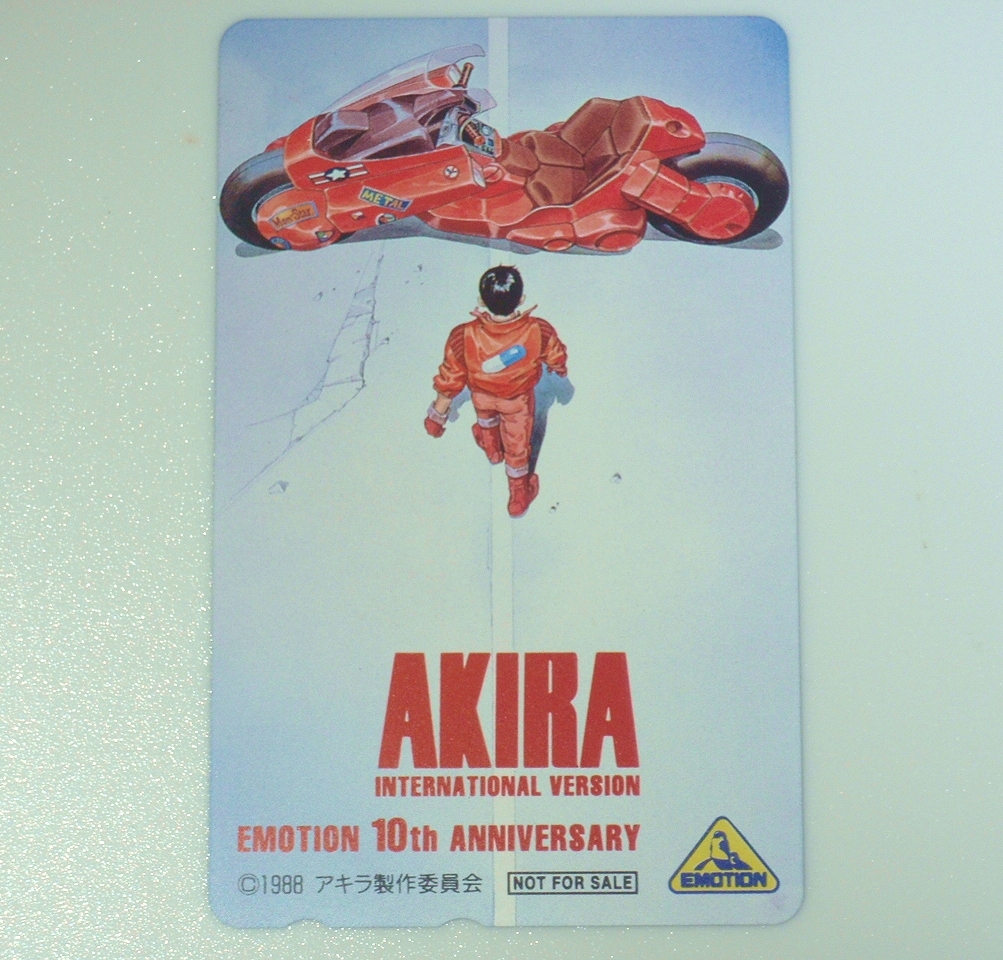 METAL
AKIRA
INTERNATIONAL VERSION
EMOTION 10th ANNIVERSARY
©1988 アキラ製作委員会
NOT FOR SALE
EMOTION